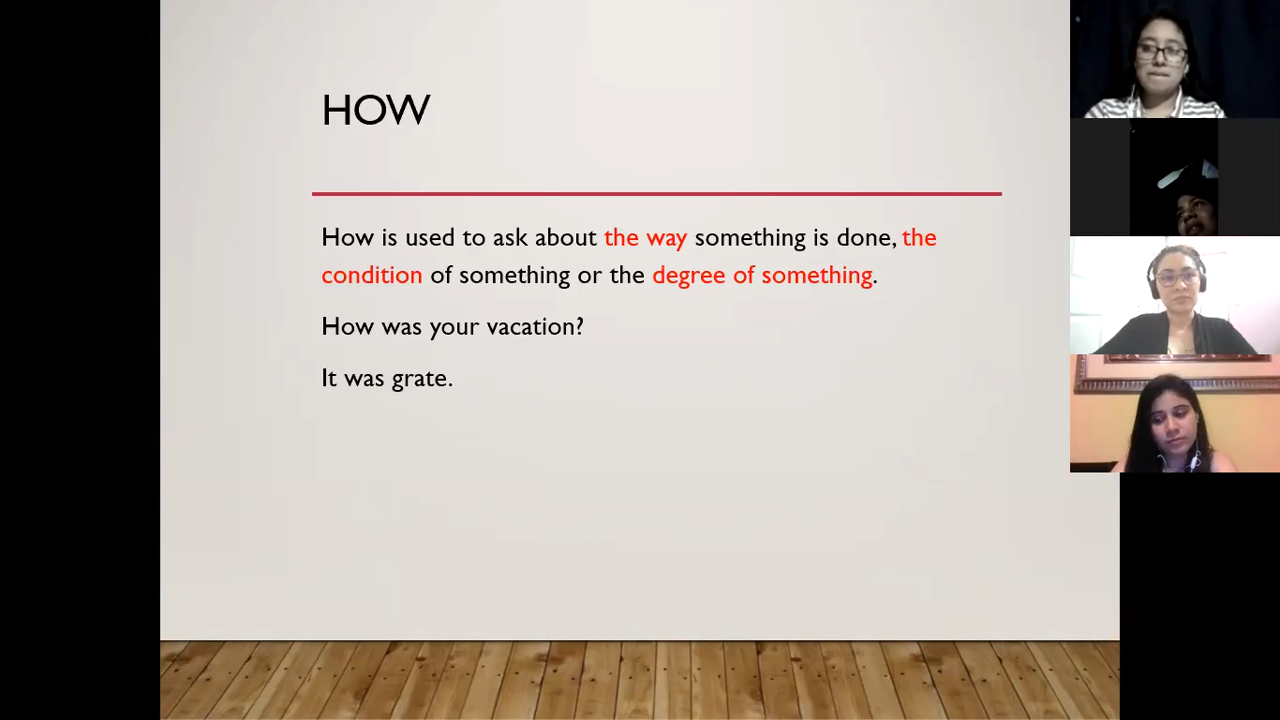 HOW
How is used to ask about the way something is done, the
condition of something or the degree of something.
How was your vacation?
It was grate.